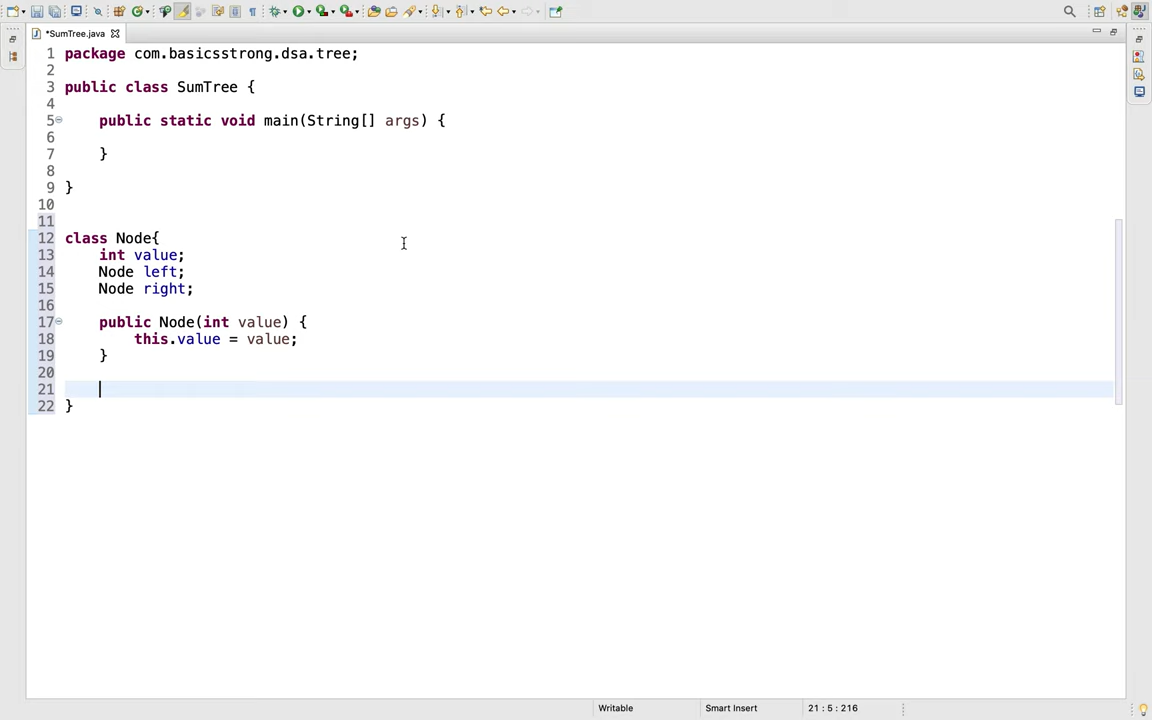 *SumTree.java
1 package com.basicsstrong.dsa.tree;
2
3 public class SumTree {
4
5 public static void main(String[] args) {
6
7 }
8
9 }
10
11
12 class Node{
13 int value;
14 Node left;
15 Node right;
16
17 public Node(int value) {
18 this.value = value;
19 }
20
21
22 }
Writable Smart Insert 21 : 5 : 216